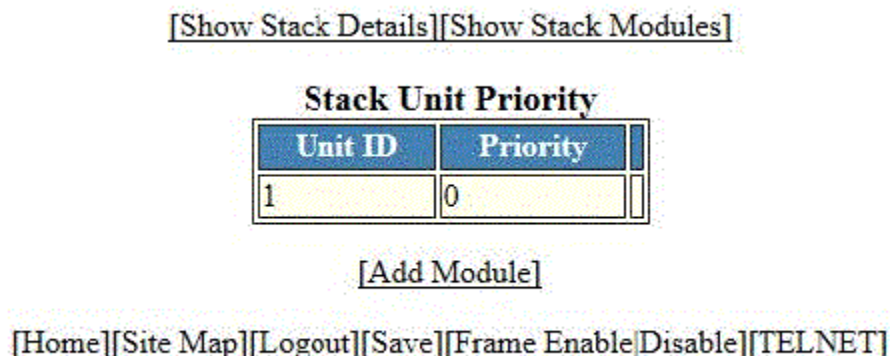 [Show Stack Details][Show Stack Modules]
Stack Unit Priority
Unit ID Priority
1 0
[Add Module]
[Home][Site Map][Logout][Save][Frame Enable|Disable][TELNET]